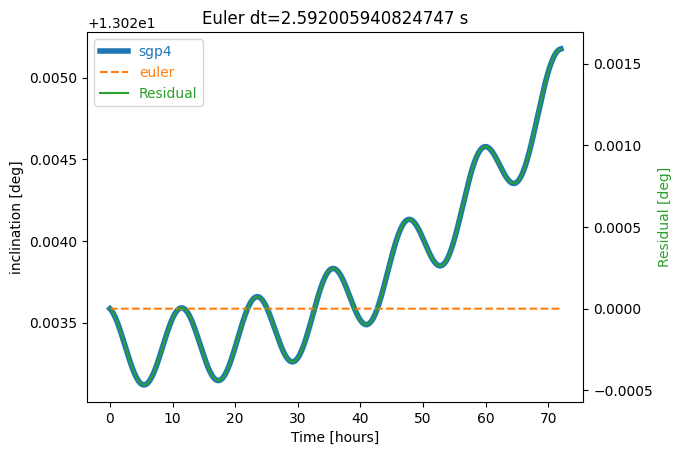 Euler dt=2.592005940824747 s
+1.302e1
sgp4
euler
Residual
0.0050
0.0045
0.0040
0.0035
inclination [deg]
0.0015
0.0010
0.0005
0.0000
−0.0005
Residual [deg]
0 10 20 30 40 50 60 70
Time [hours]